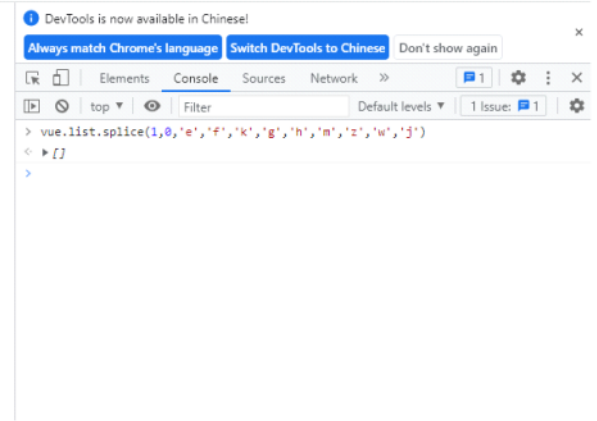 DevTools is now available in Chinese!
Always match Chrome's language Switch DevTools to Chinese Don't show again
Elements Console Sources Network » 1
top ▼ Filter Default levels ▼ 1 Issue: 1
> vue.list.splice(1,0,'e','f','k','g','h','m','z','w','j')
<· ▶[]
>